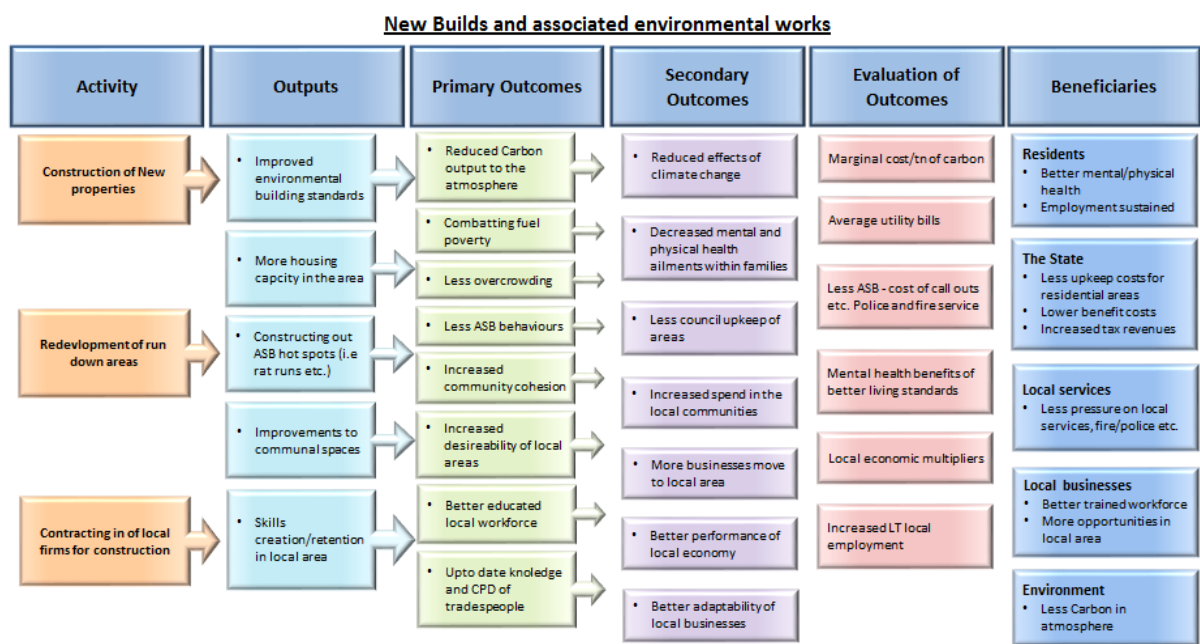 New Builds and associated environmental works
Activity
Outputs
Primary Outcomes
Secondary
Outcomes
Evaluation of
Outcomes
Beneficiaries
Construction of New
properties
Redevlopment of run
down areas
Contracting in of local
firms for construction
• Improved
environmental
building standards
• More housing
capcity in the area
• Constructing out
ASB hot spots (i.e
rat runs etc.)
• Improvements to
communal spaces
• Skills
creation/retention
in local area
• Reduced Carbon
output to the
atmosphere
• Combatting fuel
poverty
• Less overcrowding
• Less ASB behaviours
• Increased
community cohesion
• Increased
desireability of local
areas
• Better educated
local workforce
• Upto date knoledge
and CPD of
tradespeople
• Reduced effects of
climate change
• Decreased mental and
physical health
ailments within families
• Less council upkeep of
areas
• Increased spend in the
local communities
• More businesses move
to local area
• Better performance of
local economy
• Better adaptability of
local businesses
Marginal cost/tn of carbon
Average utility bills
Less ASB - cost of call outs
etc. Police and fire service
Mental health benefits of
better living standards
Local economic multipliers
Increased LT local
employment
Residents
• Better mental/physical
health
• Employment sustained
The State
• Less upkeep costs for
residential areas
• Lower benefit costs
• Increased tax revenues
Local services
• Less pressure on local
services, fire/police etc.
Local businesses
• Better trained workforce
• More opportunities in
local area
Environment
• Less Carbon in
atmosphere